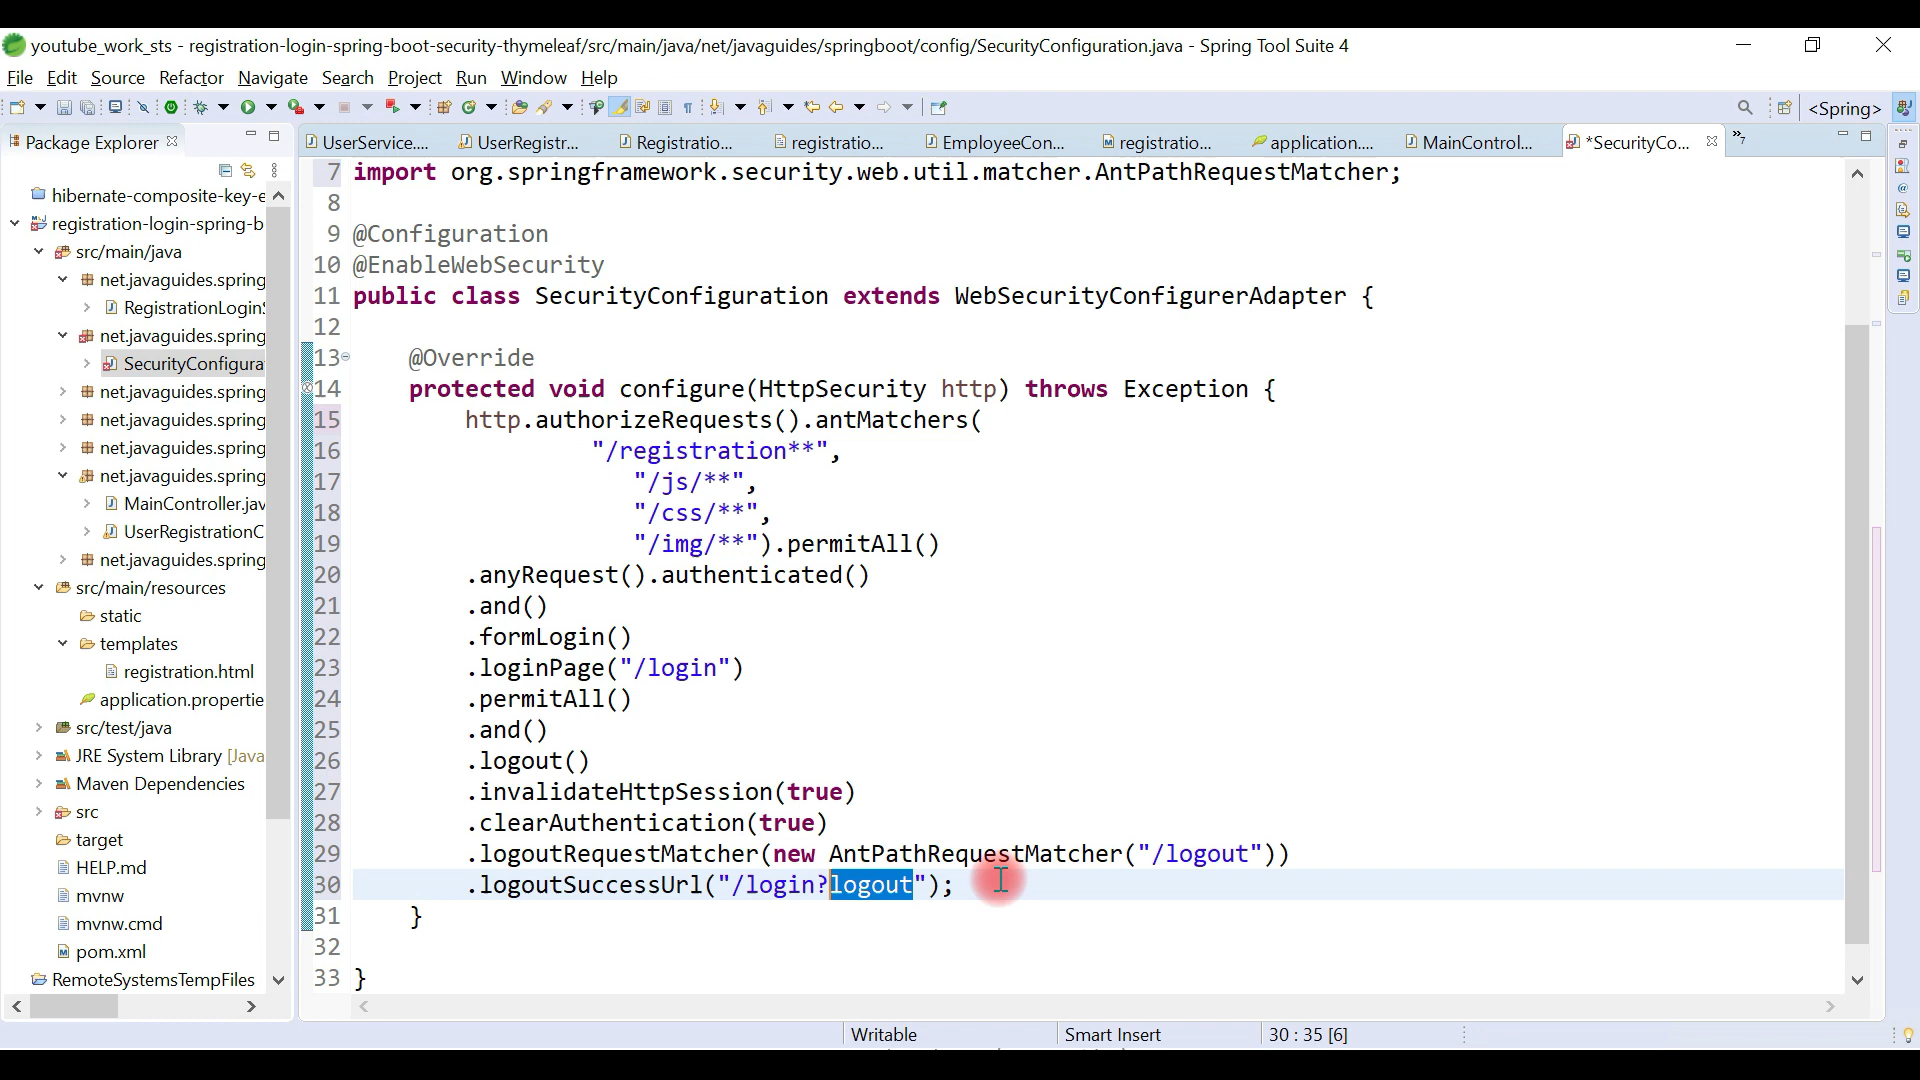 youtube_work_sts - registration-login-spring-boot-security-thymeleaf/src/main/java/net/javaguides/springboot/config/SecurityConfiguration.java - Spring Tool Suite 4
File Edit Source Refactor Navigate Search Project Run Window Help
<Spring>
Package Explorer
UserService.... UserRegistr... Registratio... registratio... EmployeeCon... registratio... application.... MainControl... *SecurityCo... »7
hibernate-composite-key-e
registration-login-spring-b
src/main/java
net.javaguides.spring
RegistrationLogin
net.javaguides.spring
SecurityConfigura
net.javaguides.spring
net.javaguides.spring
net.javaguides.spring
net.javaguides.spring
MainController.jav
UserRegistrationC
net.javaguides.spring
src/main/resources
static
templates
registration.html
application.propertie
src/test/java
JRE System Library [Java
Maven Dependencies
src
target
HELP.md
mvnw
mvnw.cmd
pom.xml
RemoteSystemsTempFiles
7 import org.springframework.security.web.util.matcher.AntPathRequestMatcher;
8
9 @Configuration
10 @EnableWebSecurity
11 public class SecurityConfiguration extends WebSecurityConfigurerAdapter {
12
13 @Override
14 protected void configure(HttpSecurity http) throws Exception {
15 http.authorizeRequests().antMatchers(
16 "/registration**",
17 "/js/**",
18 "/css/**",
19 "/img/**").permitAll()
20 .anyRequest().authenticated()
21 .and()
22 .formLogin()
23 .loginPage("/login")
24 .permitAll()
25 .and()
26 .logout()
27 .invalidateHttpSession(true)
28 .clearAuthentication(true)
29 .logoutRequestMatcher(new AntPathRequestMatcher("/logout"))
30 .logoutSuccessUrl("/login?logout");
31 }
32
33 }
Writable Smart Insert 30 : 35 [6]